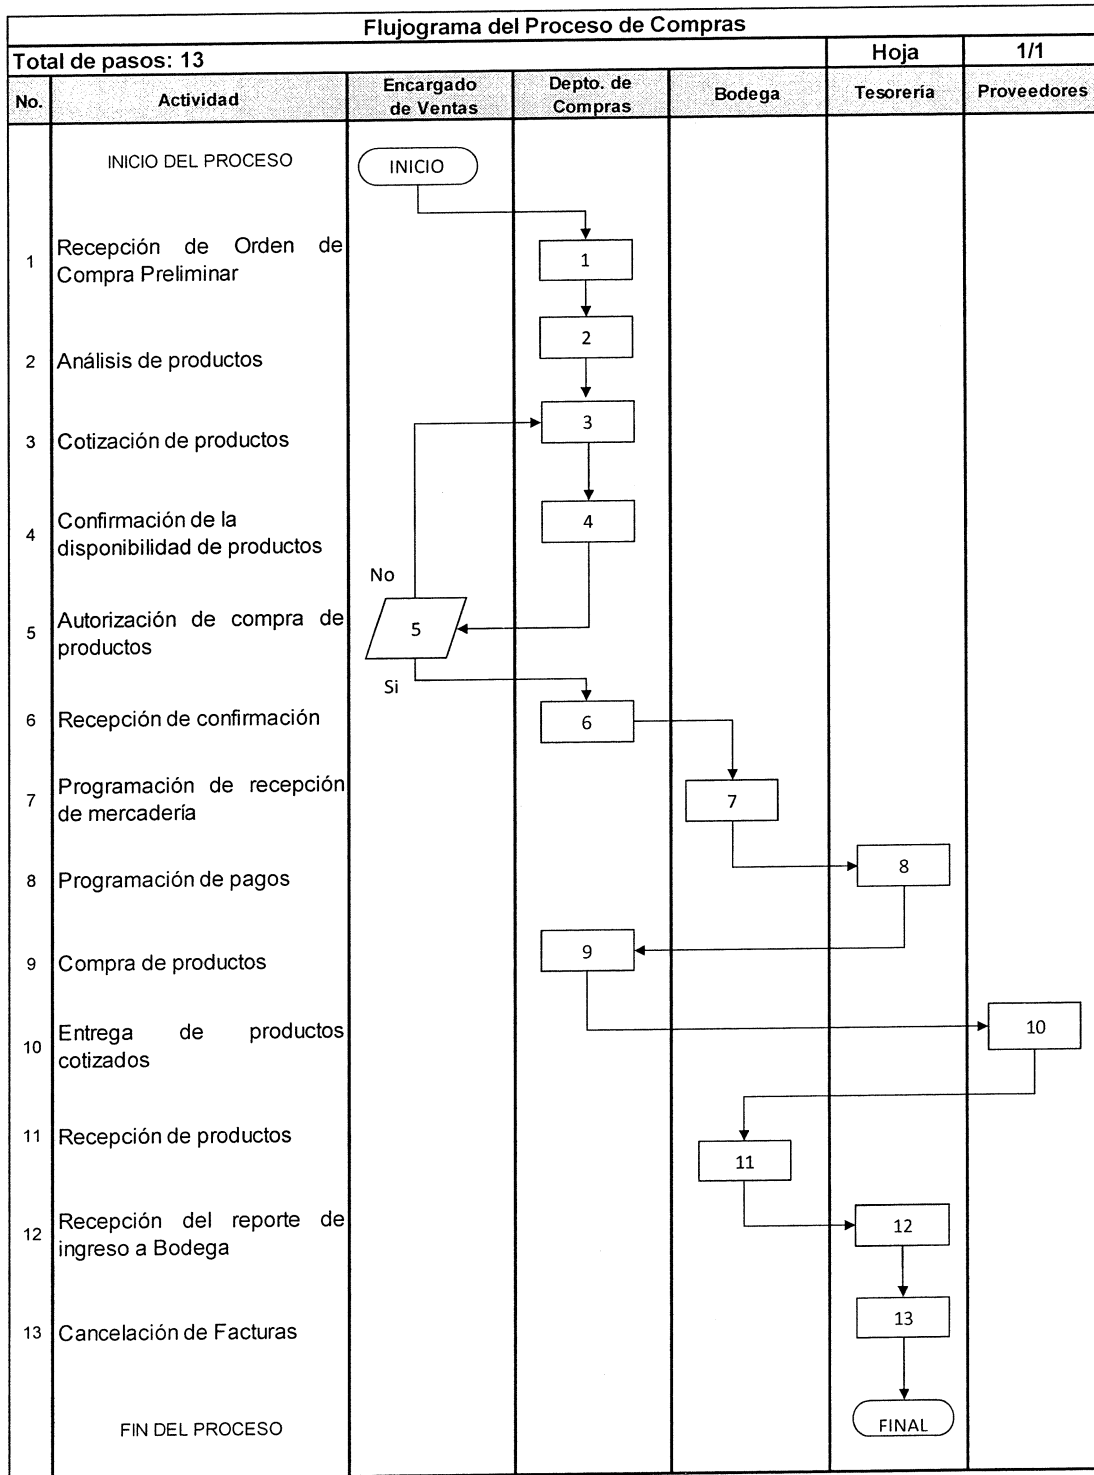 Flujograma del Proceso de Compras
Total de pasos: 13
Hoja
1/1
No.
Actividad
Encargado
de Ventas
Depto. de
Compras
Bodega
Tesorería
Proveedores
INICIO DEL PROCESO
INICIO
1
Recepción de Orden de
Compra Preliminar
1
2
Análisis de productos
2
3
Cotización de productos
3
4
Confirmación de la
disponibilidad de productos
4
No
5
Autorización de compra de
productos
5
Si
6
Recepción de confirmación
6
7
Programación de recepción
de mercadería
7
8
Programación de pagos
8
9
Compra de productos
9
10
Entrega de productos
cotizados
10
11
Recepción de productos
11
12
Recepción del reporte de
ingreso a Bodega
12
13
Cancelación de Facturas
13
FIN DEL PROCESO
FINAL